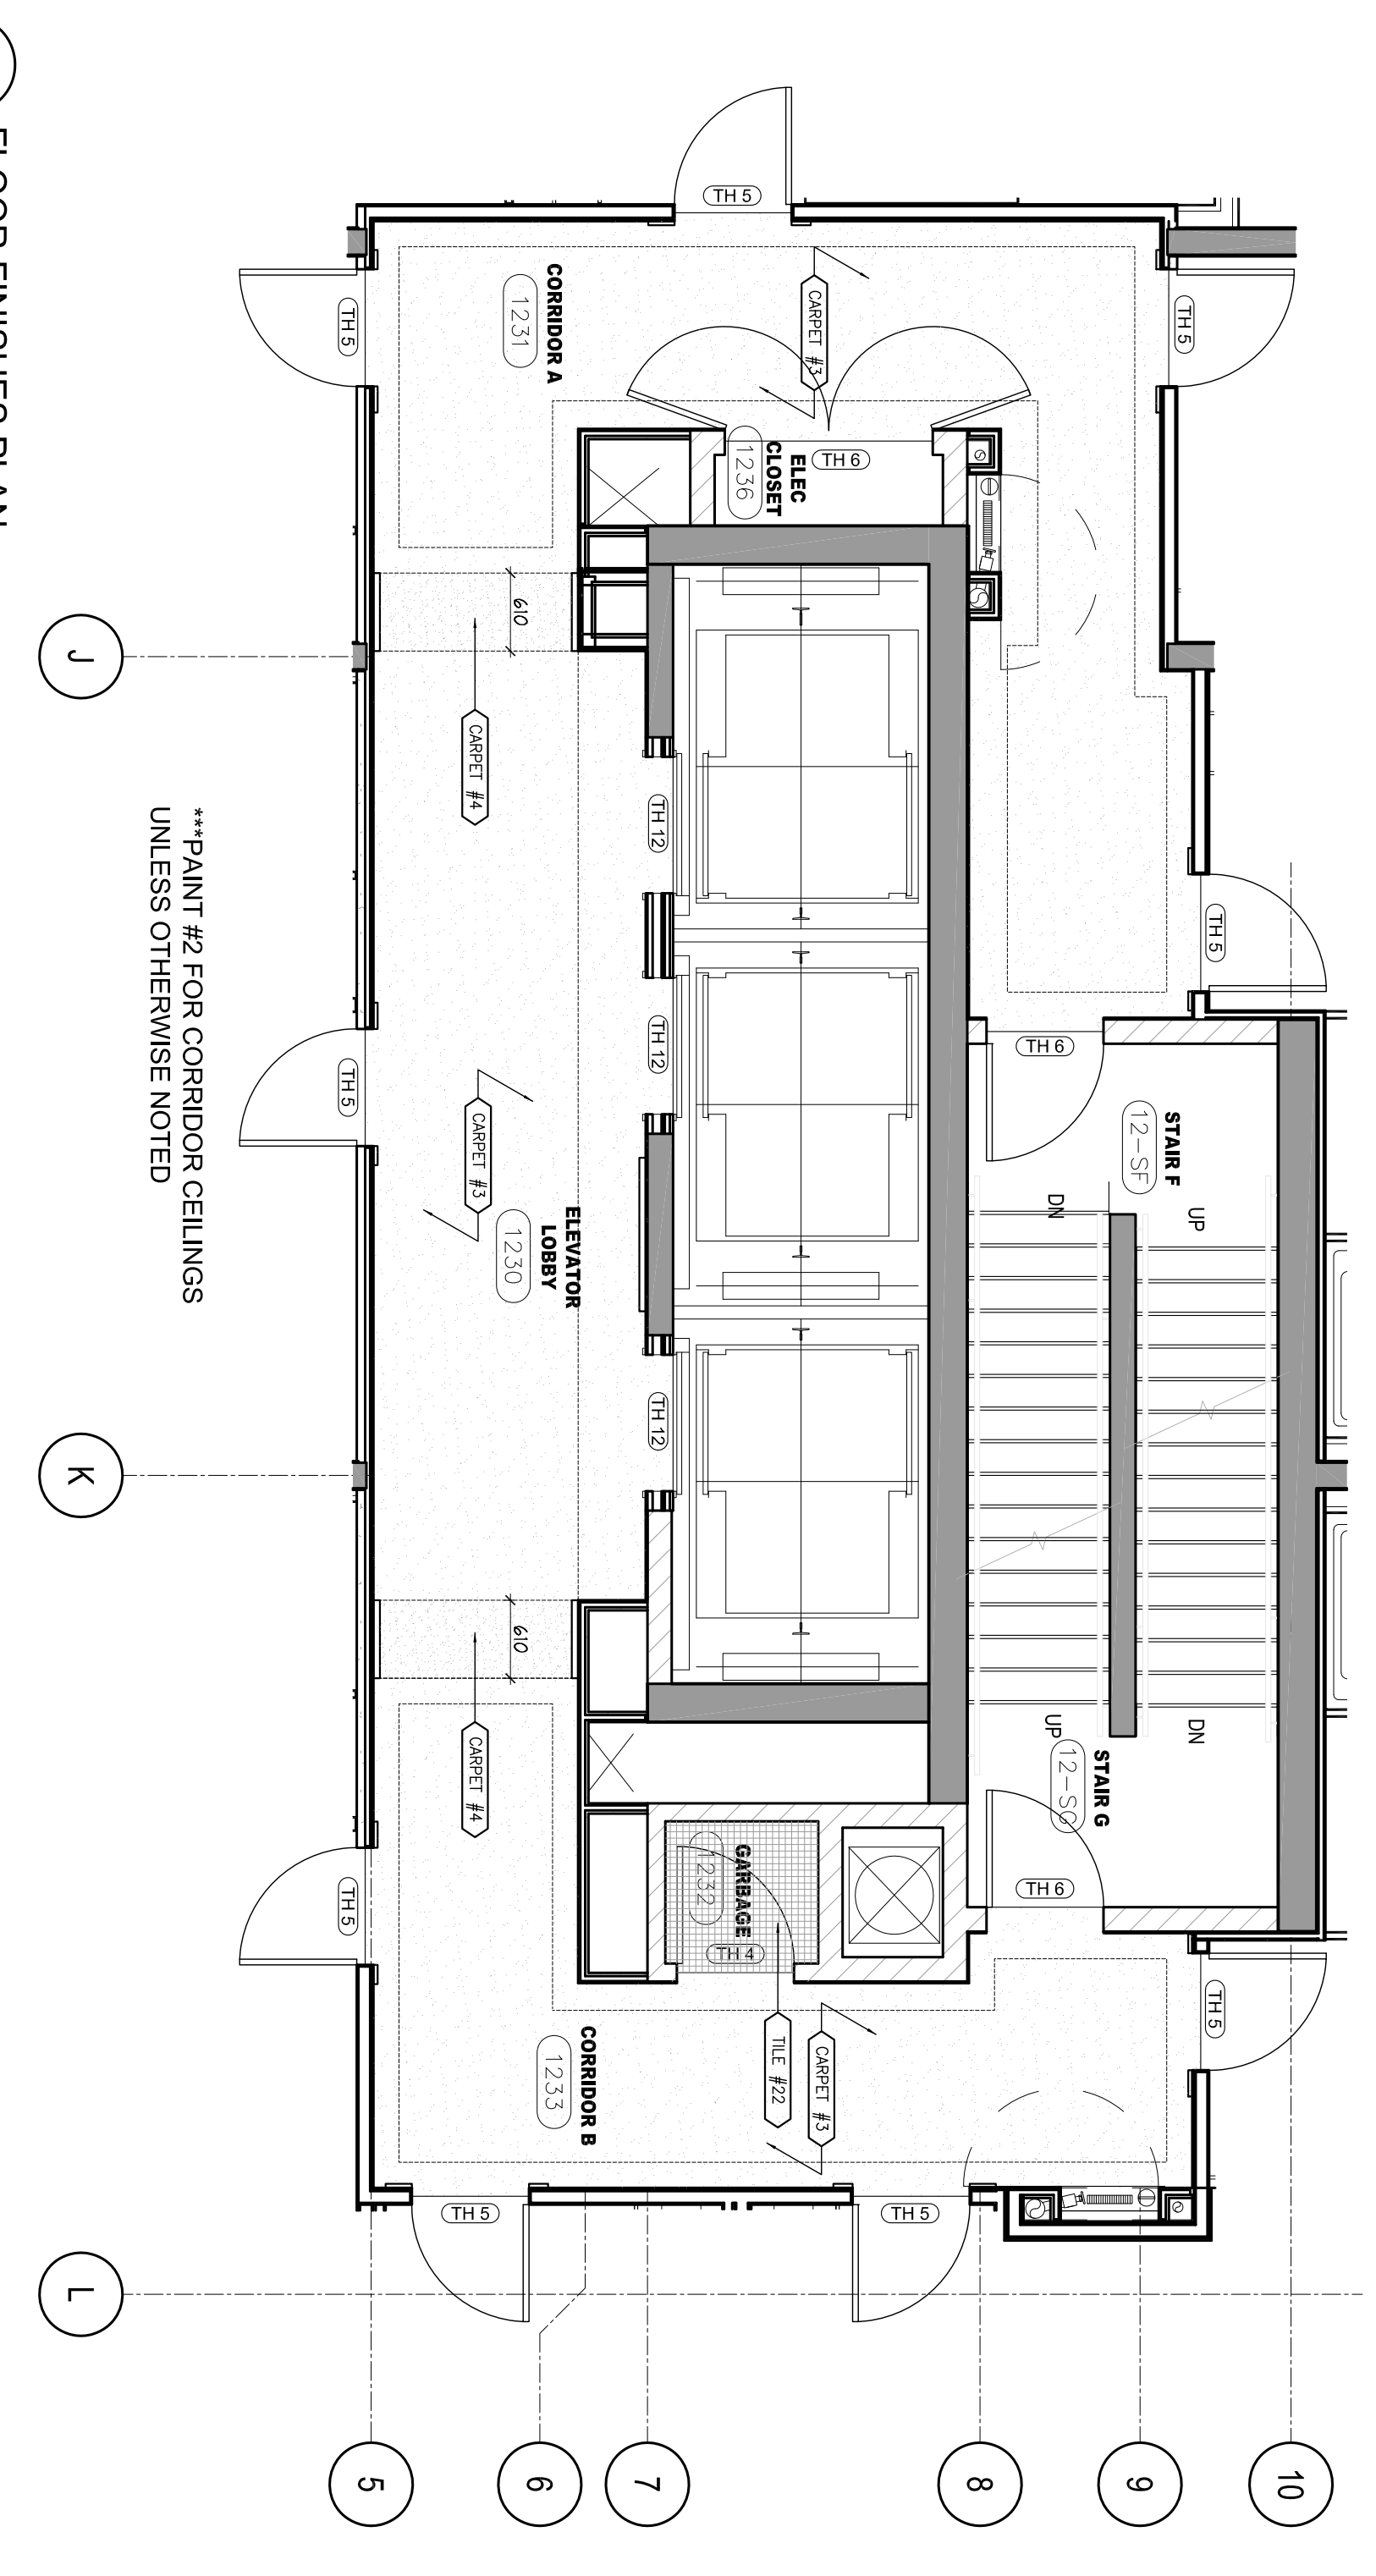 TH 5
TH 5
TH 5
CORRIDOR A
1231
CARPET #3
ELEC
CLOSET
1236
TH 6
610
CARPET #4
J
TH 12
TH 5
TH 12
TH 6
TH 5
CARPET #3
STAIR F
12-SF
DN
UP
ELEVATOR
LOBBY
1230
***PAINT #2 FOR CORRIDOR CEILINGS
UNLESS OTHERWISE NOTED
FLOOR FINISHES PLAN
TH 12
K
610
CARPET #4
UP
DN
STAIR G
12-SG
GARBAGE
1232
TH 4
TH 6
TH 5
TH 5
CORRIDOR B
1233
TILE #22
CARPET #3
TH 5
TH 5
L
5
6
7
8
9
10